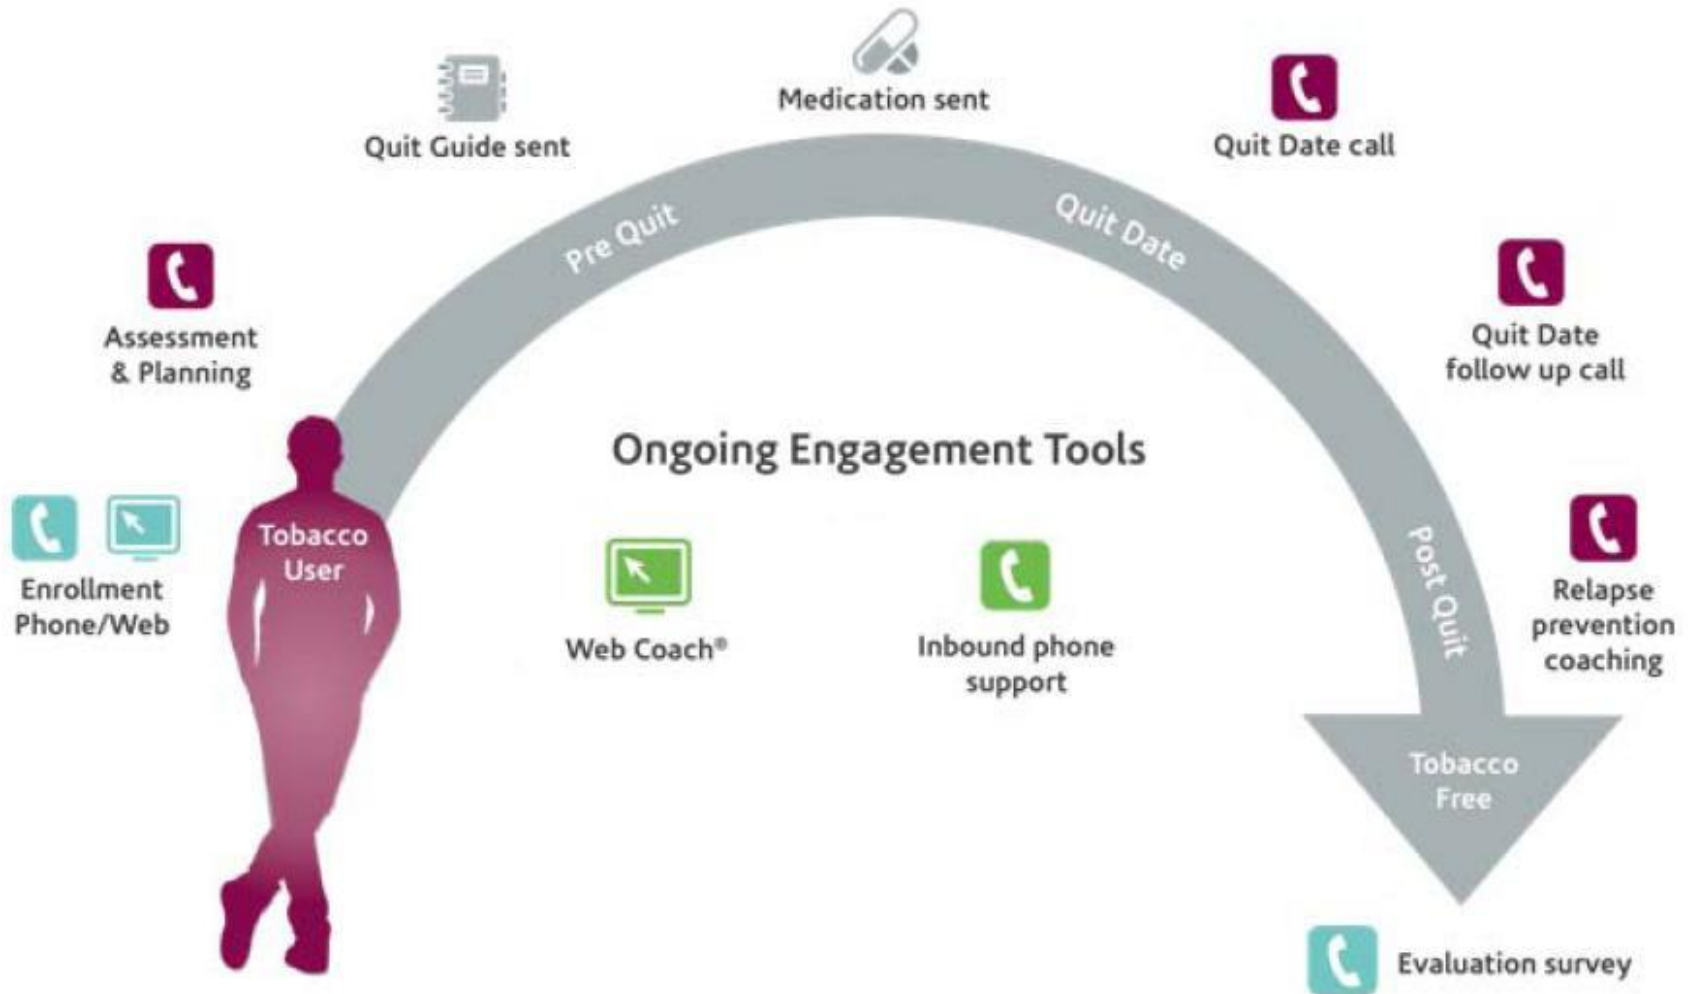 Medication sent
Quit Guide sent
Quit Date call
Pre Quit
Quit Date
Assessment
& Planning
Quit Date
follow up call
Ongoing Engagement Tools
Tobacco
User
Enrollment
Phone/Web
Web Coach®
Inbound phone
support
Post Quit
Relapse
prevention
coaching
Tobacco
Free
Evaluation survey